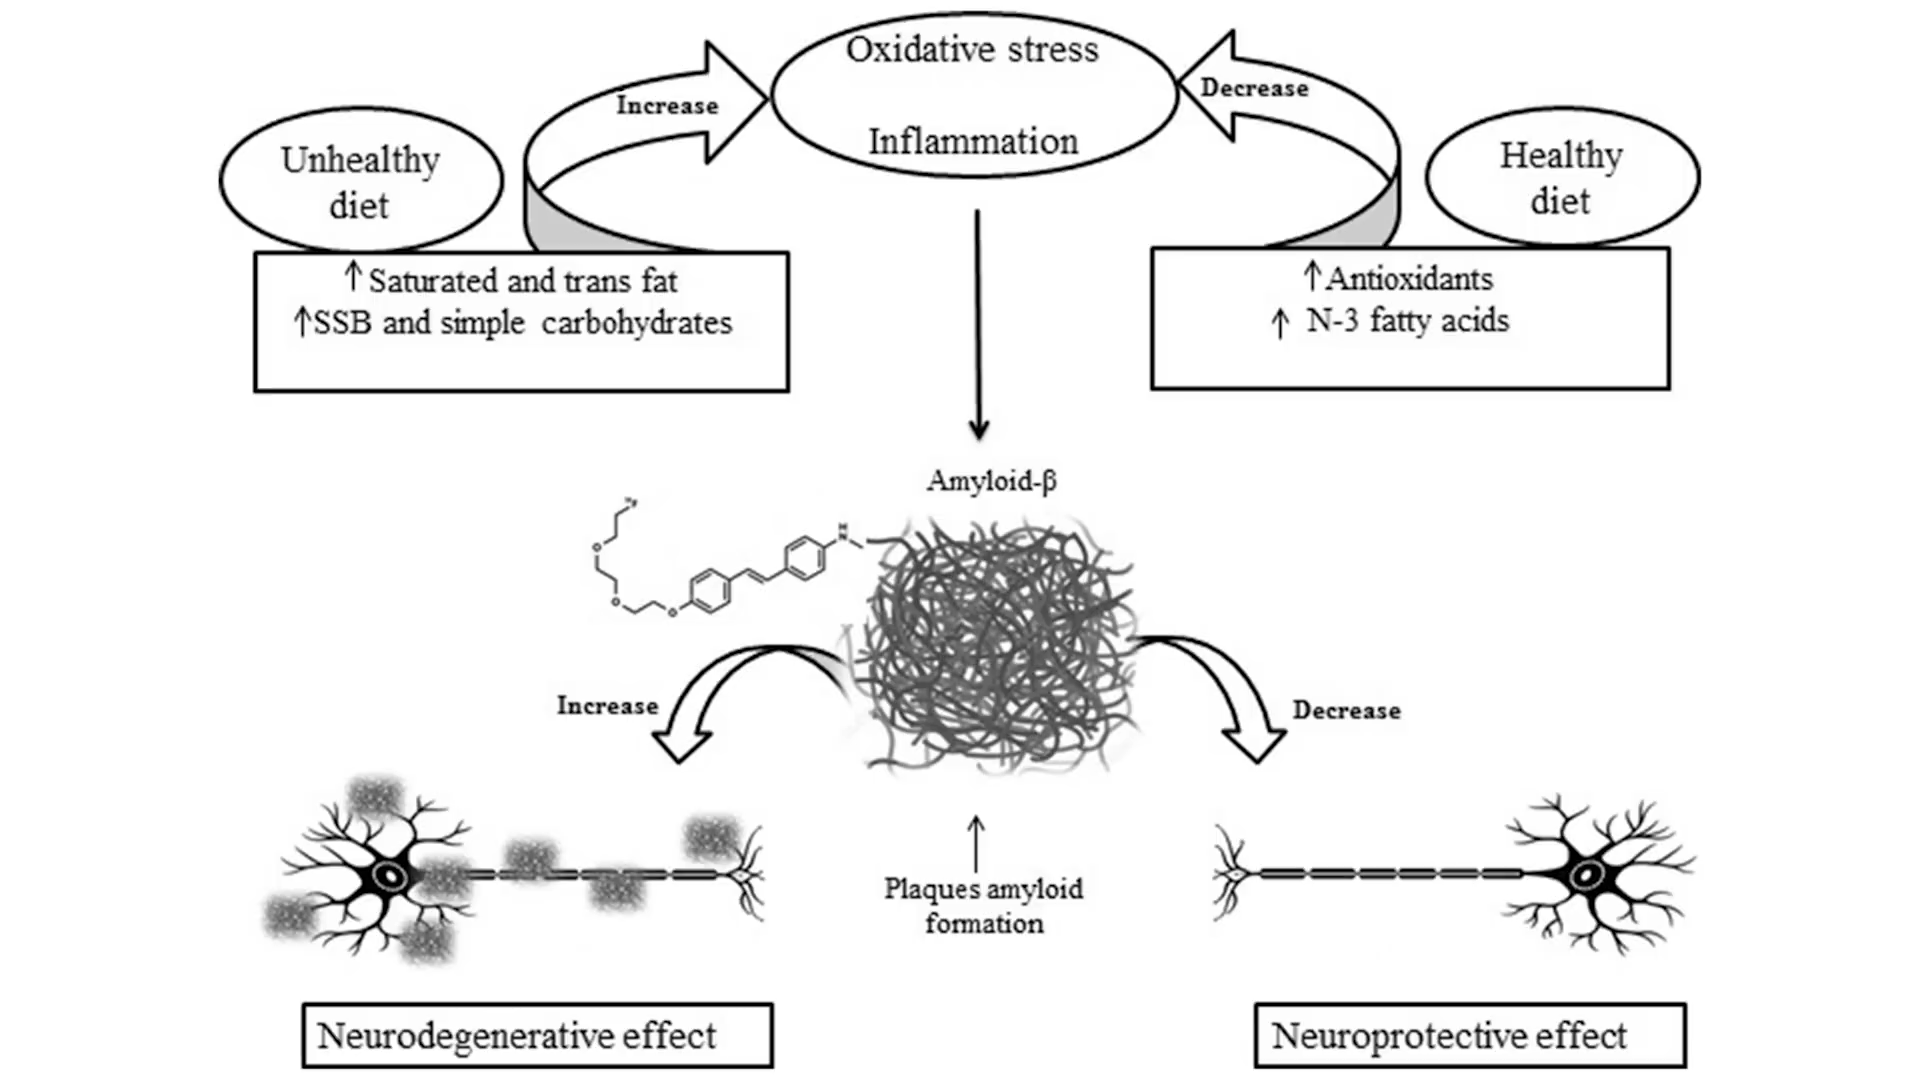 Oxidative stress
Inflammation
Increase
Decrease
Unhealthy
diet
Healthy
diet
↑ Saturated and trans fat
↑SSB and simple carbohydrates
↑Antioxidants
↑ N-3 fatty acids
Amyloid-β
H
N
O
O
O
Increase
Decrease
↑
Plaques amyloid
formation
Neurodegenerative effect
Neuroprotective effect